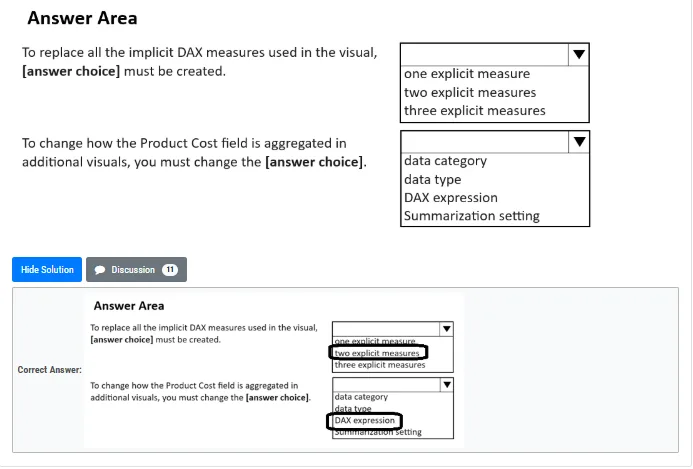 Answer Area
To replace all the implicit DAX measures used in the visual,
[answer choice] must be created.
one explicit measure
two explicit measures
three explicit measures
To change how the Product Cost field is aggregated in
additional visuals, you must change the [answer choice].
data category
data type
DAX expression
Summarization setting
Hide Solution
Discussion 11
Correct Answer:
Answer Area
To replace all the implicit DAX measures used in the visual,
[answer choice] must be created.
one explicit measure
two explicit measures
three explicit measures
To change how the Product Cost field is aggregated in
additional visuals, you must change the [answer choice].
data category
data type
DAX expression
Summarization setting